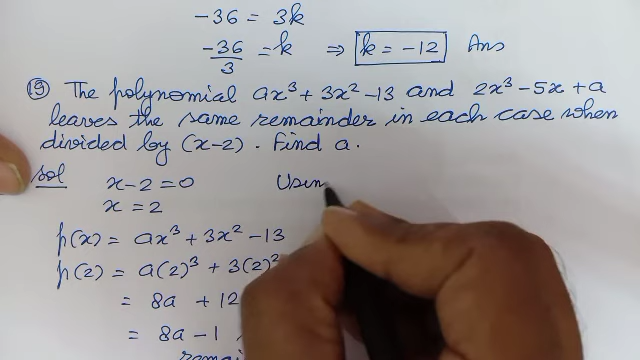 -36 = 3k
-36/3 = k ⇒ k = -12 Ans
19 The polynomial ax³ + 3x² - 13 and 2x³ - 5x + a
leaves the same remainder in each case when
divided by (x-2). Find a.
Sol x - 2 = 0 Usin
x = 2
p(x) = ax³ + 3x² - 13
p(2) = a(2)³ + 3(2)²
= 8a + 12
= 8a - 1